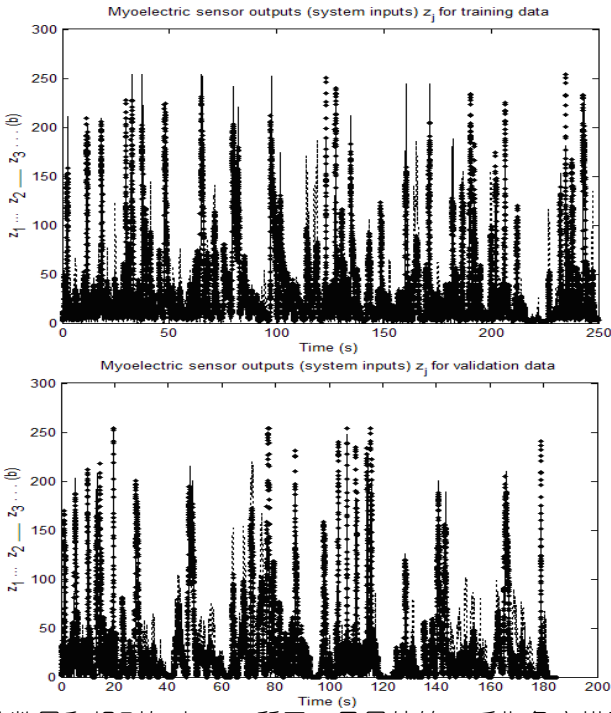 Myoelectric sensor outputs (system inputs) z_j for training data
300
250
200
150
100
50
0
z_1 ... z_2 — z_3 ... (b)
0 50 100 150 200 250
Time (s)
Myoelectric sensor outputs (system inputs) z_j for validation data
300
250
200
150
100
50
0
z_1 ... z_2 — z_3 ... (b)
0 20 40 60 80 100 120 140 160 180 200
Time (s)